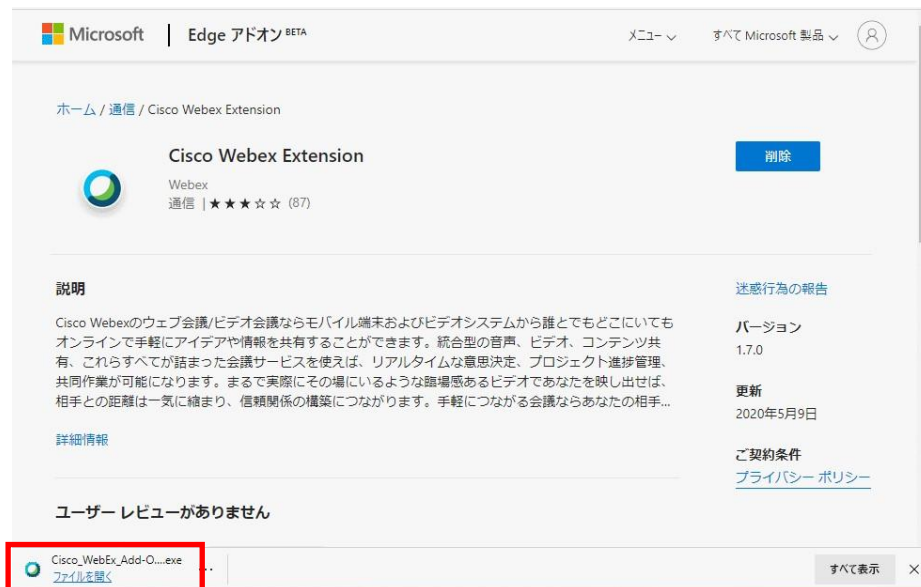 Microsoft | Edge アドオン BETA
メニュー
すべて Microsoft 製品
ホーム / 通信 / Cisco Webex Extension
Cisco Webex Extension
Webex
通信 |★★★☆☆ (87)
削除
説明
Cisco Webexのウェブ会議/ビデオ会議ならモバイル端末およびビデオシステムから誰とでもどこにいても
オンラインで手軽にアイデアや情報を共有することができます。統合型の音声、ビデオ、コンテンツ共
有、これらすべてが詰まった会議サービスを使えば、リアルタイムな意思決定、プロジェクト進捗管理、
共同作業が可能になります。まるで実際にその場にいるような臨場感あるビデオであなたを映し出せば、
相手との距離は一気に縮まり、信頼関係の構築につながります。手軽につながる会議ならあなたの相手...
詳細情報
迷惑行為の報告
バージョン
1.7.0
更新
2020年5月9日
ご契約条件
プライバシー ポリシー
ユーザー レビューがありません
Cisco_WebEx_Add-O....exe
ファイルを開く
すべて表示